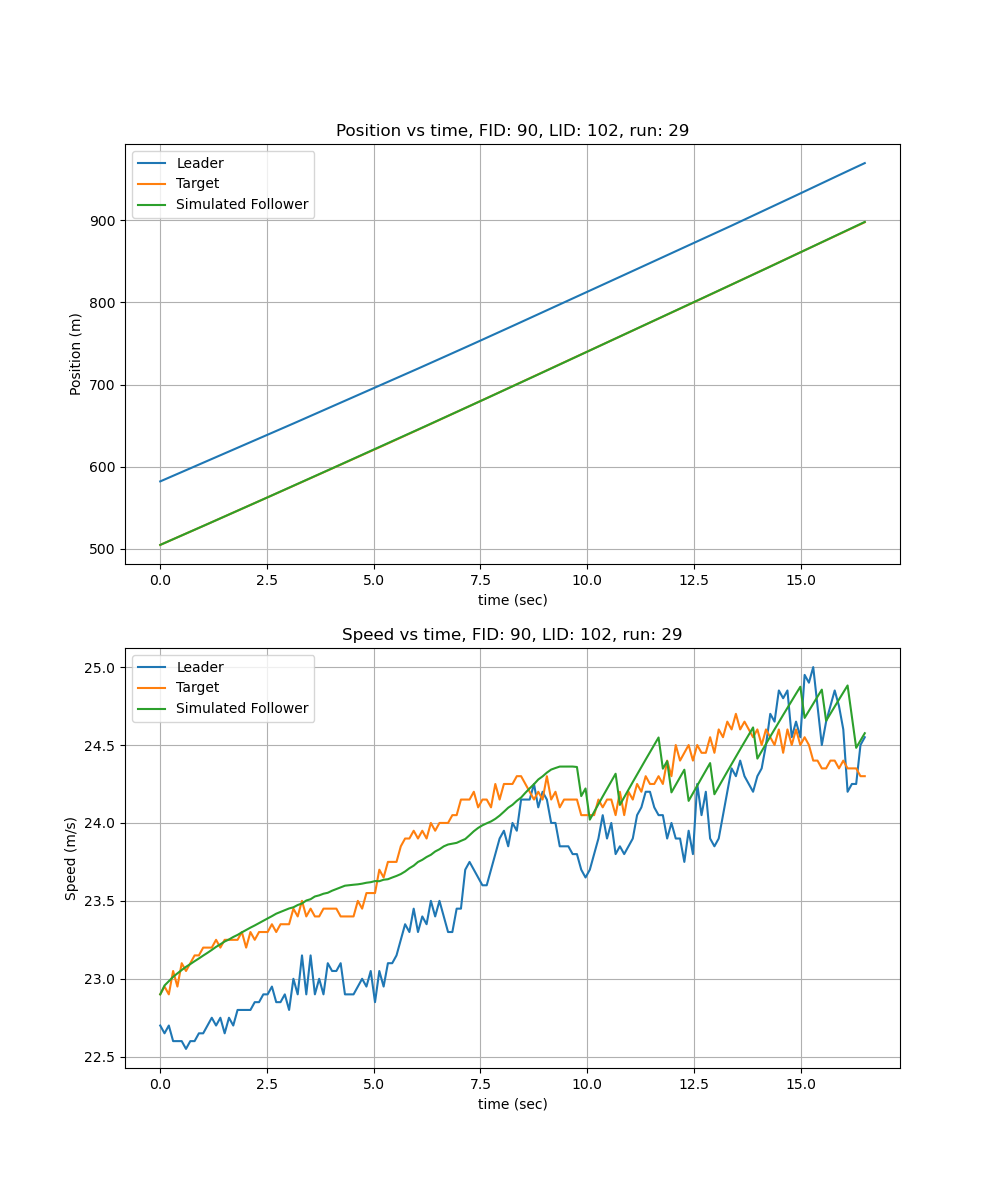 Position vs time, FID: 90, LID: 102, run: 29
Leader
Target
Simulated Follower
900
800
700
600
500
Position (m)
0.0 2.5 5.0 7.5 10.0 12.5 15.0
time (sec)
Speed vs time, FID: 90, LID: 102, run: 29
Leader
Target
Simulated Follower
25.0
24.5
24.0
23.5
23.0
22.5
Speed (m/s)
0.0 2.5 5.0 7.5 10.0 12.5 15.0
time (sec)